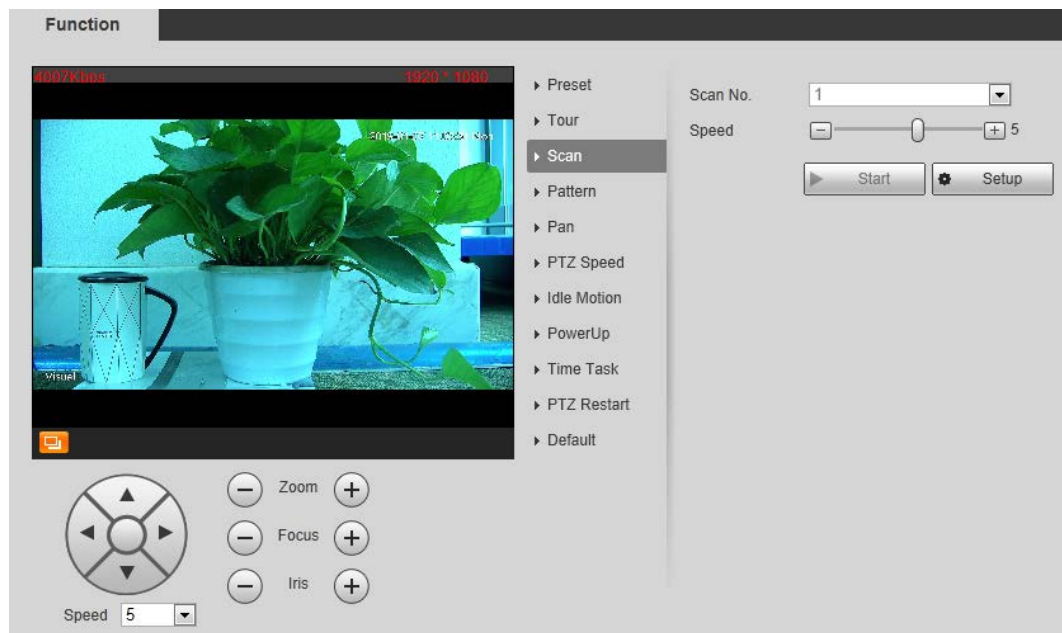 Function
4007Kbps 1920 * 1080
Visual
Preset
Tour
Scan
Pattern
Pan
PTZ Speed
Idle Motion
PowerUp
Time Task
PTZ Restart
Default
Scan No. 1
Speed 5
Start Setup
Zoom
Focus
Iris
Speed 5